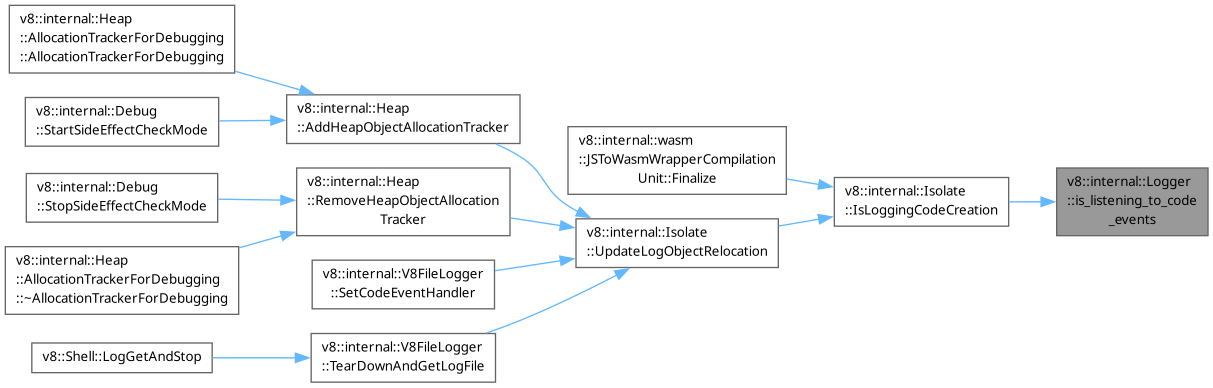 v8::internal::Heap
::AllocationTrackerForDebugging
::AllocationTrackerForDebugging
v8::internal::Debug
::StartSideEffectCheckMode
v8::internal::Debug
::StopSideEffectCheckMode
v8::internal::Heap
::AllocationTrackerForDebugging
::~AllocationTrackerForDebugging
v8::Shell::LogGetAndStop
v8::internal::Heap
::AddHeapObjectAllocationTracker
v8::internal::Heap
::RemoveHeapObjectAllocation
Tracker
v8::internal::V8FileLogger
::SetCodeEventHandler
v8::internal::V8FileLogger
::TearDownAndGetLogFile
v8::internal::wasm
::JSToWasmWrapperCompilation
Unit::Finalize
v8::internal::Isolate
::UpdateLogObjectRelocation
v8::internal::Isolate
::IsLoggingCodeCreation
v8::internal::Logger
::is_listening_to_code
_events